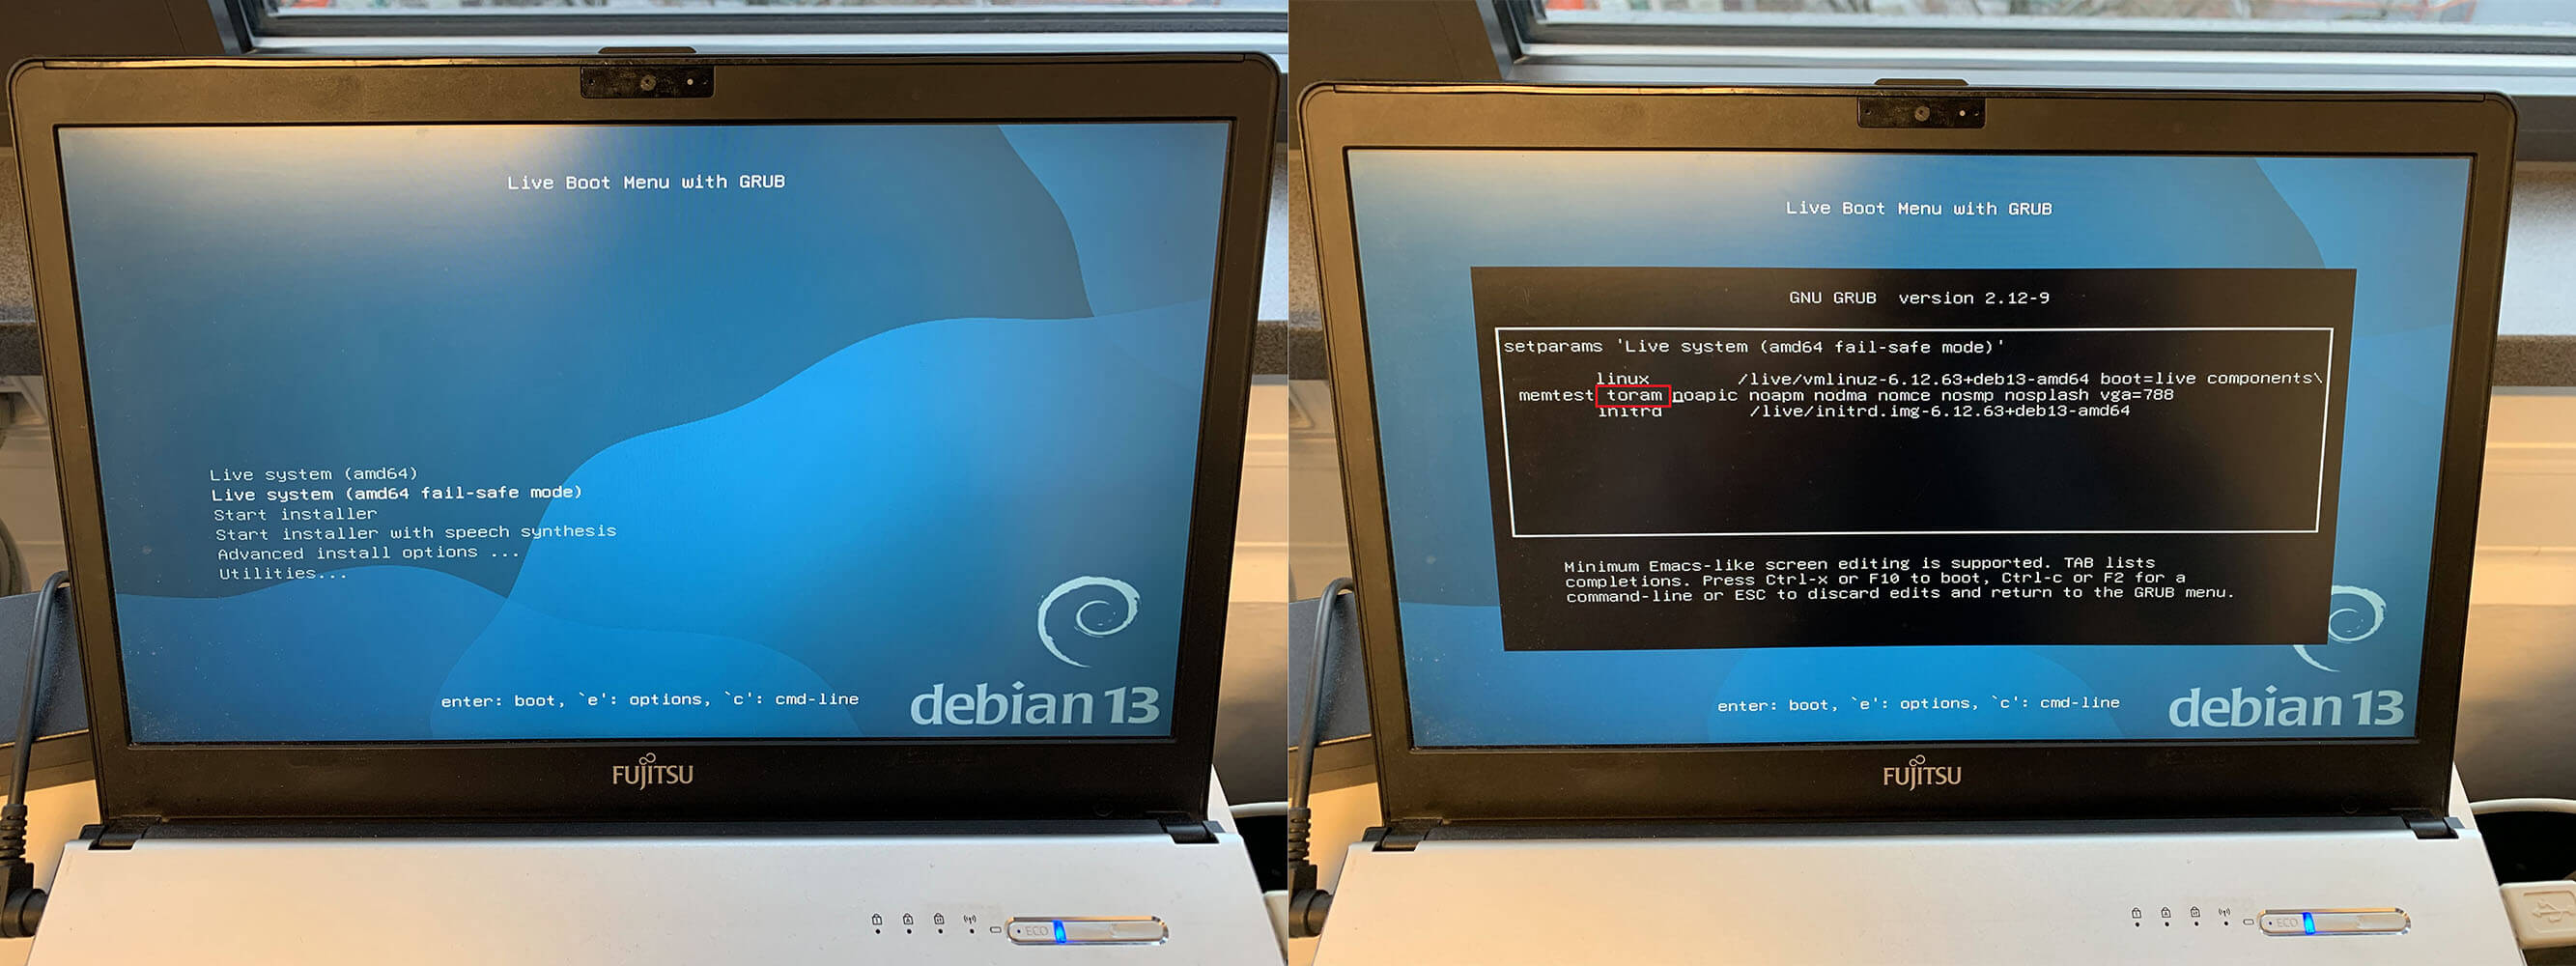 Live Boot Menu with GRUB
Live system (amd64)
Live system (amd64 fail-safe mode)
Start installer
Start installer with speech synthesis
Advanced install options ...
Utilities...
enter: boot, `e': options, `c': cmd-line
debian 13
FUJITSU
ECO
Live Boot Menu with GRUB
GNU GRUB version 2.12-9
setparams 'Live system (amd64 fail-safe mode)'
linux /live/vmlinuz-6.12.63+deb13-amd64 boot=live components\
memtest toram noapic noapm nodma nomce nosmp nosplash vga=788
initrd /live/initrd.img-6.12.63+deb13-amd64
Minimum Emacs-like screen editing is supported. TAB lists
completions. Press Ctrl-x or F10 to boot, Ctrl-c or F2 for a
command-line or ESC to discard edits and return to the GRUB menu.
enter: boot, `e': options, `c': cmd-line
debian 13
FUJITSU
ECO